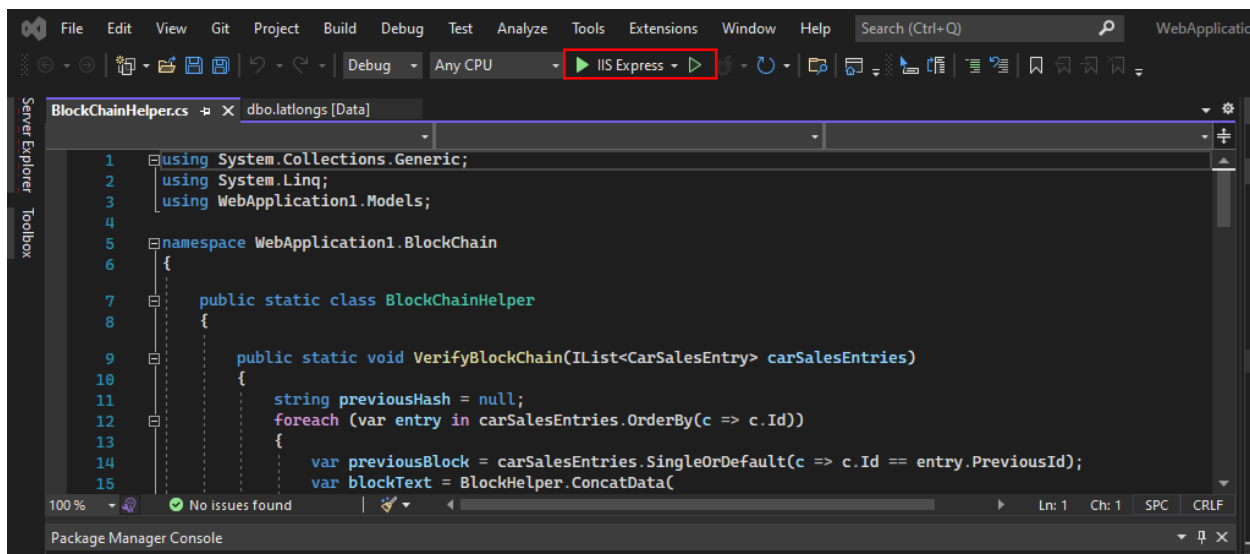 File Edit View Git Project Build Debug Test Analyze Tools Extensions Window Help Search (Ctrl+Q) WebApplicatio
Debug Any CPU IIS Express
Server Explorer
Toolbox
BlockChainHelper.cs dbo.latlongs [Data]
1 using System.Collections.Generic;
2 using System.Linq;
3 using WebApplication1.Models;
4
5 namespace WebApplication1.BlockChain
6 {
7 public static class BlockChainHelper
8 {
9 public static void VerifyBlockChain(IList<CarSalesEntry> carSalesEntries)
10 {
11 string previousHash = null;
12 foreach (var entry in carSalesEntries.OrderBy(c => c.Id))
13 {
14 var previousBlock = carSalesEntries.SingleOrDefault(c => c.Id == entry.PreviousId);
15 var blockText = BlockHelper.ConcatData(
100 % No issues found Ln: 1 Ch: 1 SPC CRLF
Package Manager Console